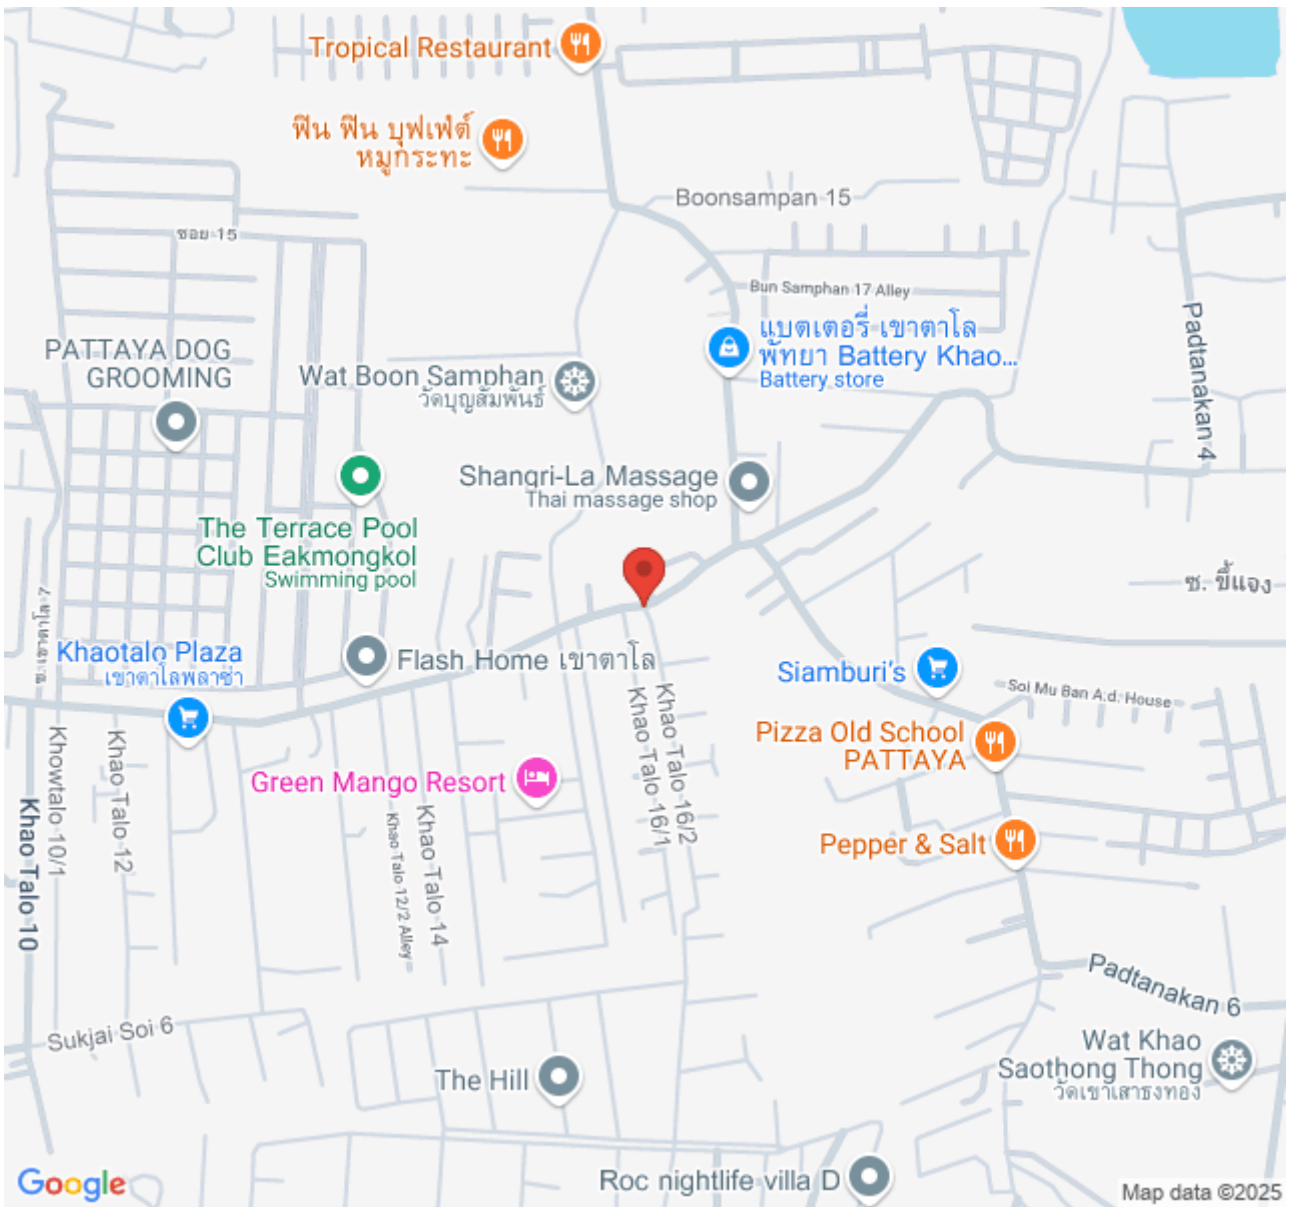 Tropical Restaurant
ฟิน ฟิน บุฟเฟ่ต์
หมูกระทะ
Boonsampan 15
ซอย 15
Bun Samphan 17 Alley
Padtanakan 4
แบตเตอรี่ เขาตาโล
พัทยา Battery Khao...
Battery store
PATTAYA DOG
GROOMING
Wat Boon Samphan
วัดบุญสัมพันธ์
Shangri-La Massage
Thai massage shop
The Terrace Pool
Club Eakmongkol
Swimming pool
ซ. ขี้แจง
Khaotalo Plaza
เขาตาโลพลาซ่า
Flash Home เขาตาโล
Siamburi's
Soi Mu Ban A.d. House
Pizza Old School
PATTAYA
Green Mango Resort
Khao Talo 16/2
Khao Talo 16/1
Khao Talo 10
Khowtalo 10/1
Khao Talo 12
Khao Talo 12/2 Alley
Khao Talo 14
Pepper & Salt
Padtanakan 6
Sukjai Soi 6
Wat Khao
Saothong Thong
วัดเขาเสาธงทอง
The Hill
Roc nightlife villa D
Google
Map data ©2025